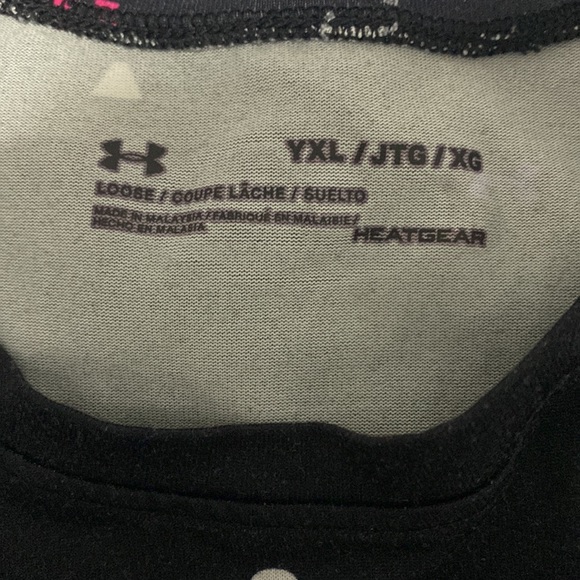 YXL / JTG / XG
LOOSE / COUPE LÂCHE / SUELTO
MADE IN MALAYSIA / FABRIQUÉ EN MALAISIE /
HECHO EN MALASIA
HEATGEAR